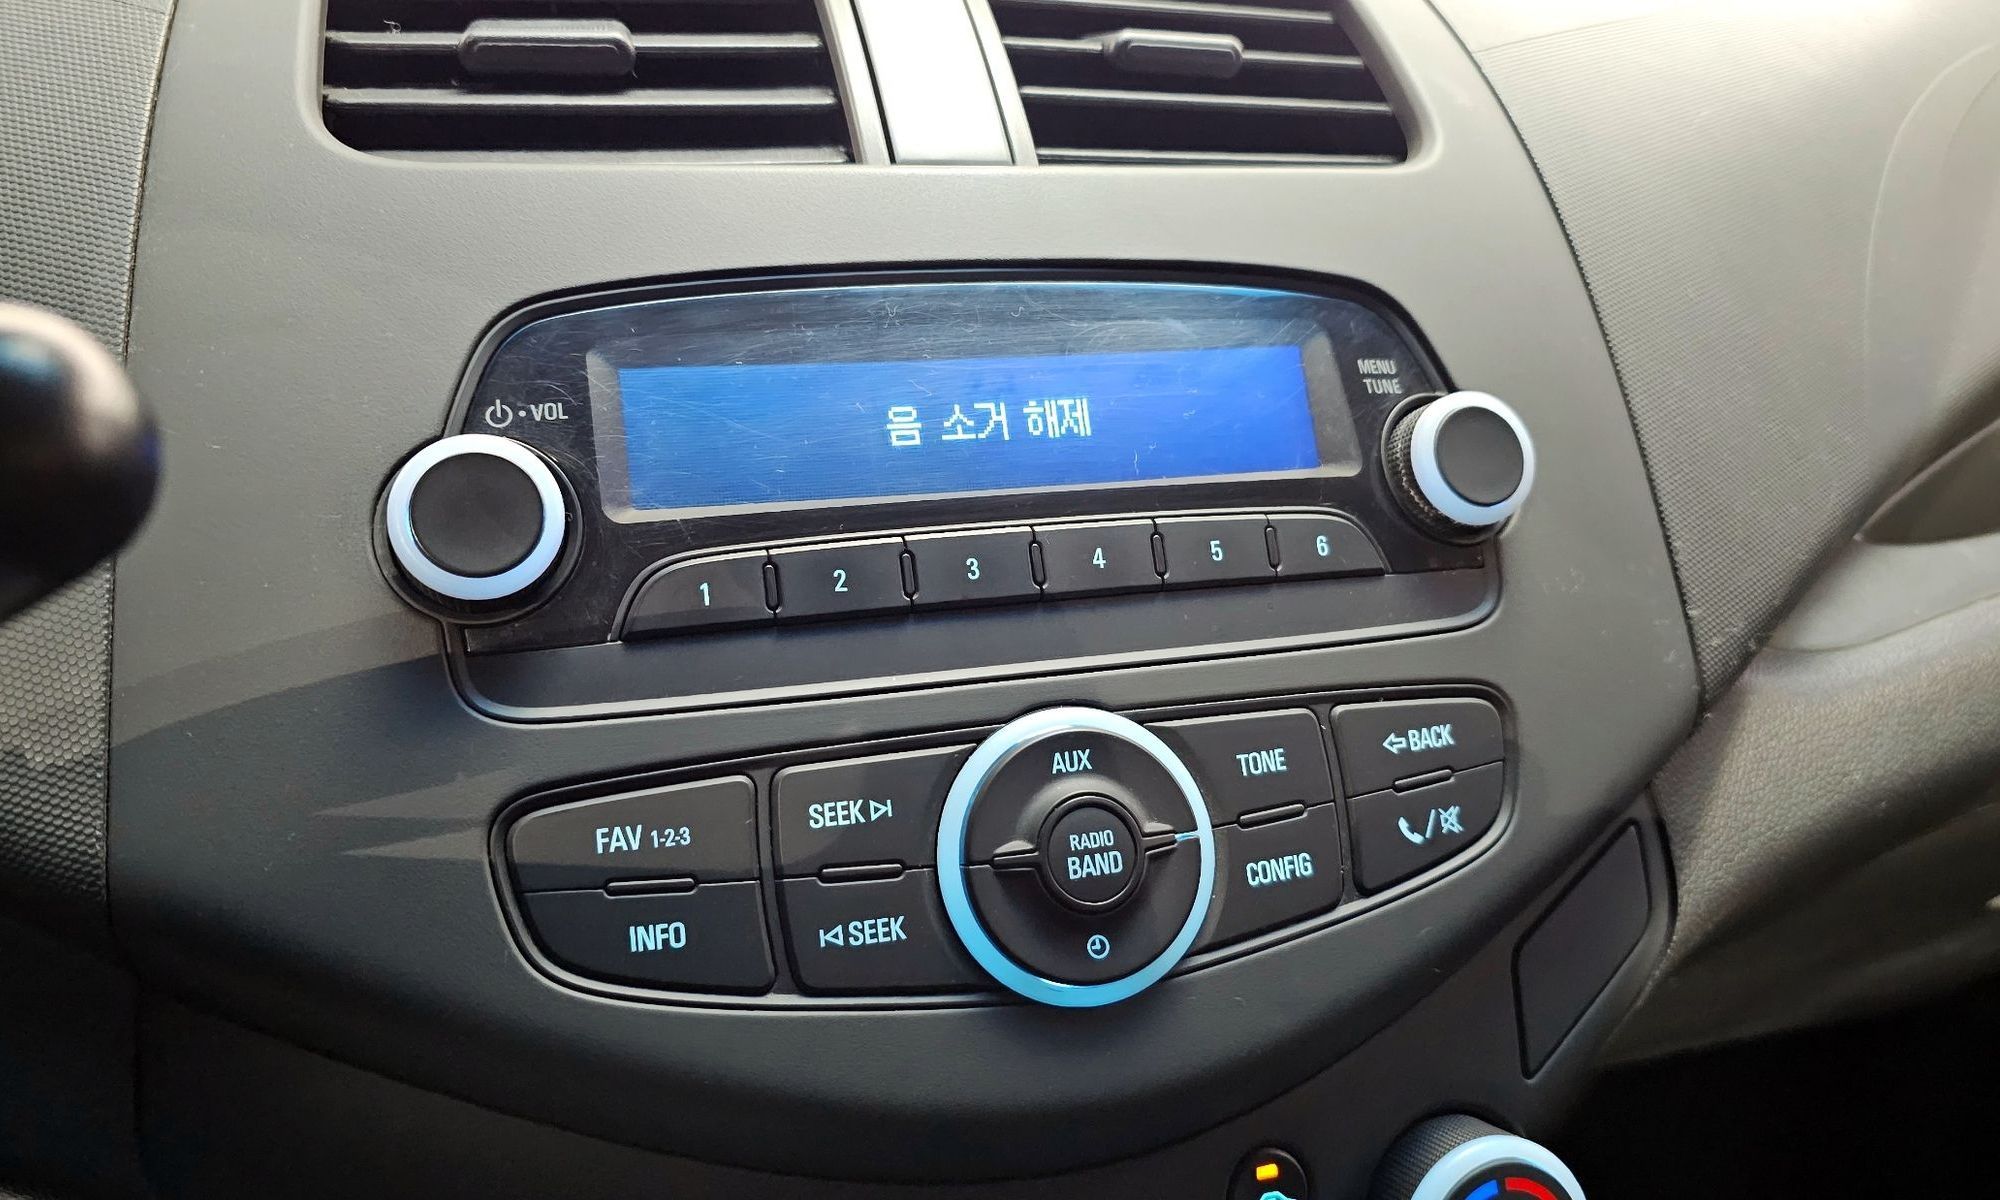 VOL
MENU
TUNE
음 소거 해제
1 2 3 4 5 6
FAV 1-2-3
INFO
SEEK
SEEK
AUX
RADIO
BAND
TONE
CONFIG
BACK